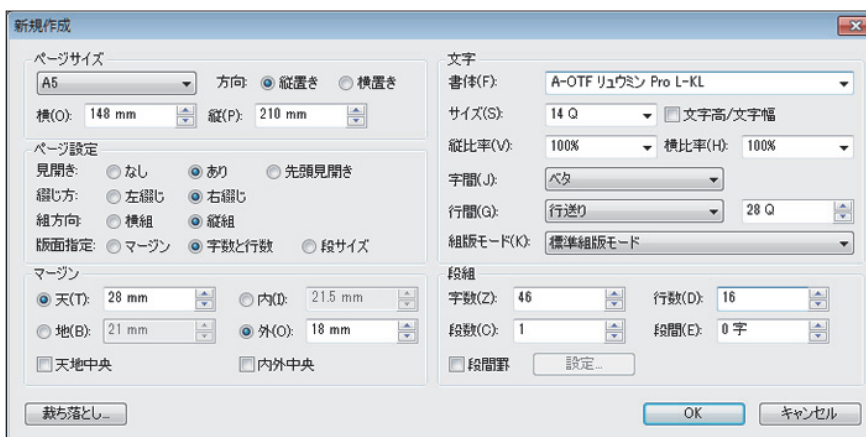 新規作成
ページサイズ
A5 方向: 縦置き 横置き
横(O): 148 mm 縦(P): 210 mm
ページ設定
見開き: なし あり 先頭見開き
綴じ方: 左綴じ 右綴じ
組方向: 横組 縦組
版面指定: マージン 字数と行数 段サイズ
マージン
天(T): 28 mm 内(I): 21.5 mm
地(B): 21 mm 外(O): 18 mm
天地中央 内外中央
裁ち落とし...
文字
書体(F): A-OTF リュウミン Pro L-KL
サイズ(S): 14 Q 文字高/文字幅
縦比率(V): 100% 横比率(H): 100%
字間(J): ベタ
行間(G): 行送り 28 Q
組版モード(K): 標準組版モード
段組
字数(Z): 46 行数(D): 16
段数(C): 1 段間(E): 0 字
段間罫 設定...
OK キャンセル